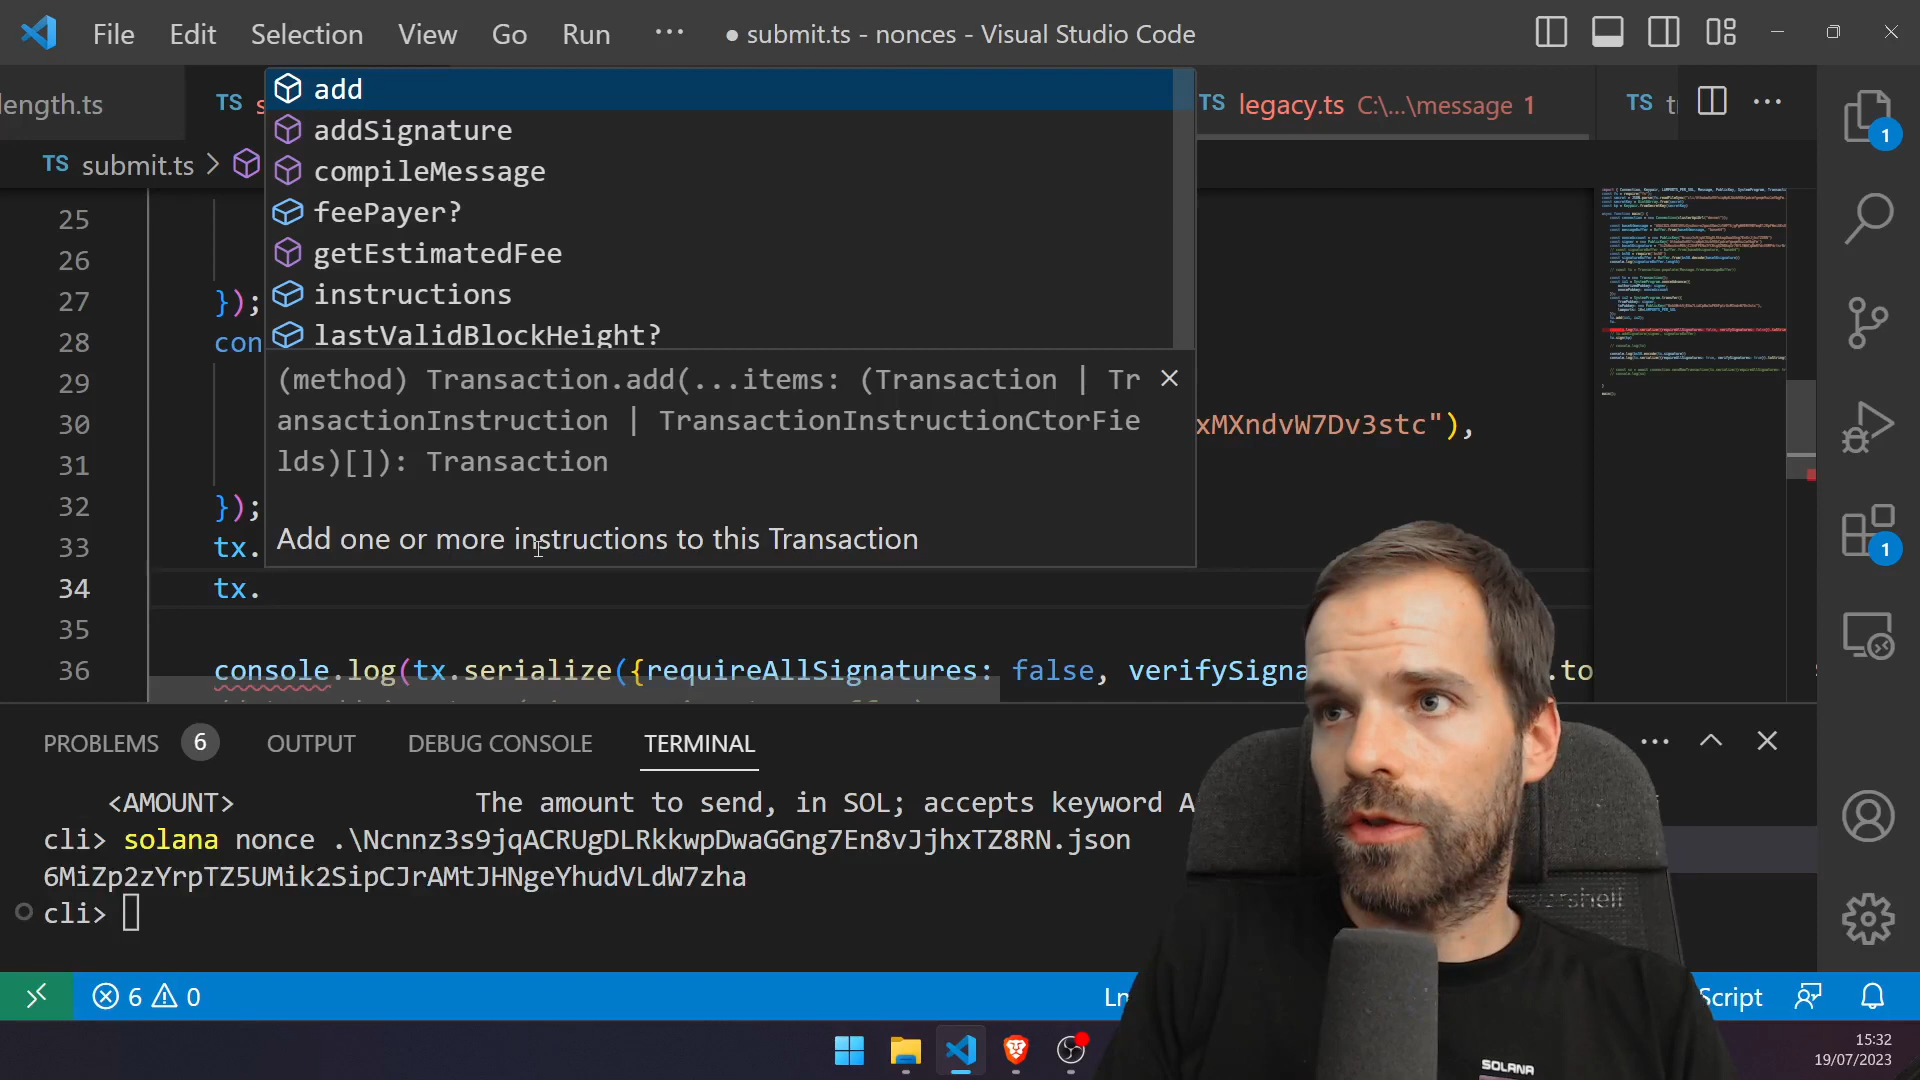 File Edit Selection View Go Run ··· ● submit.ts - nonces - Visual Studio Code
length.ts TS s legacy.ts C:\...\message 1 TS t
TS submit.ts >
add
addSignature
compileMessage
feePayer?
getEstimatedFee
instructions
lastValidBlockHeight?
(method) Transaction.add(...items: (Transaction | Tr
ansactionInstruction | TransactionInstructionCtorFie
lds)[]): Transaction
Add one or more instructions to this Transaction
25
26
27 });
28 con
29
30 xMXndvW7Dv3stc"),
31
32 });
33 tx.
34 tx.
35
36 console.log(tx.serialize({requireAllSignatures: false, verifySigna .to
PROBLEMS 6 OUTPUT DEBUG CONSOLE TERMINAL
<AMOUNT> The amount to send, in SOL; accepts keyword A
cli> solana nonce .\Ncnnz3s9jqACRUgDLRkkwpDwaGGng7En8vJjhxTZ8RN.json
6MiZp2zYrpTZ5UMik2SipCJrAMtJHNgeYhudVLdW7zha
cli>
1
1
6 0 Ln Script
15:32
19/07/2023
SOLANA